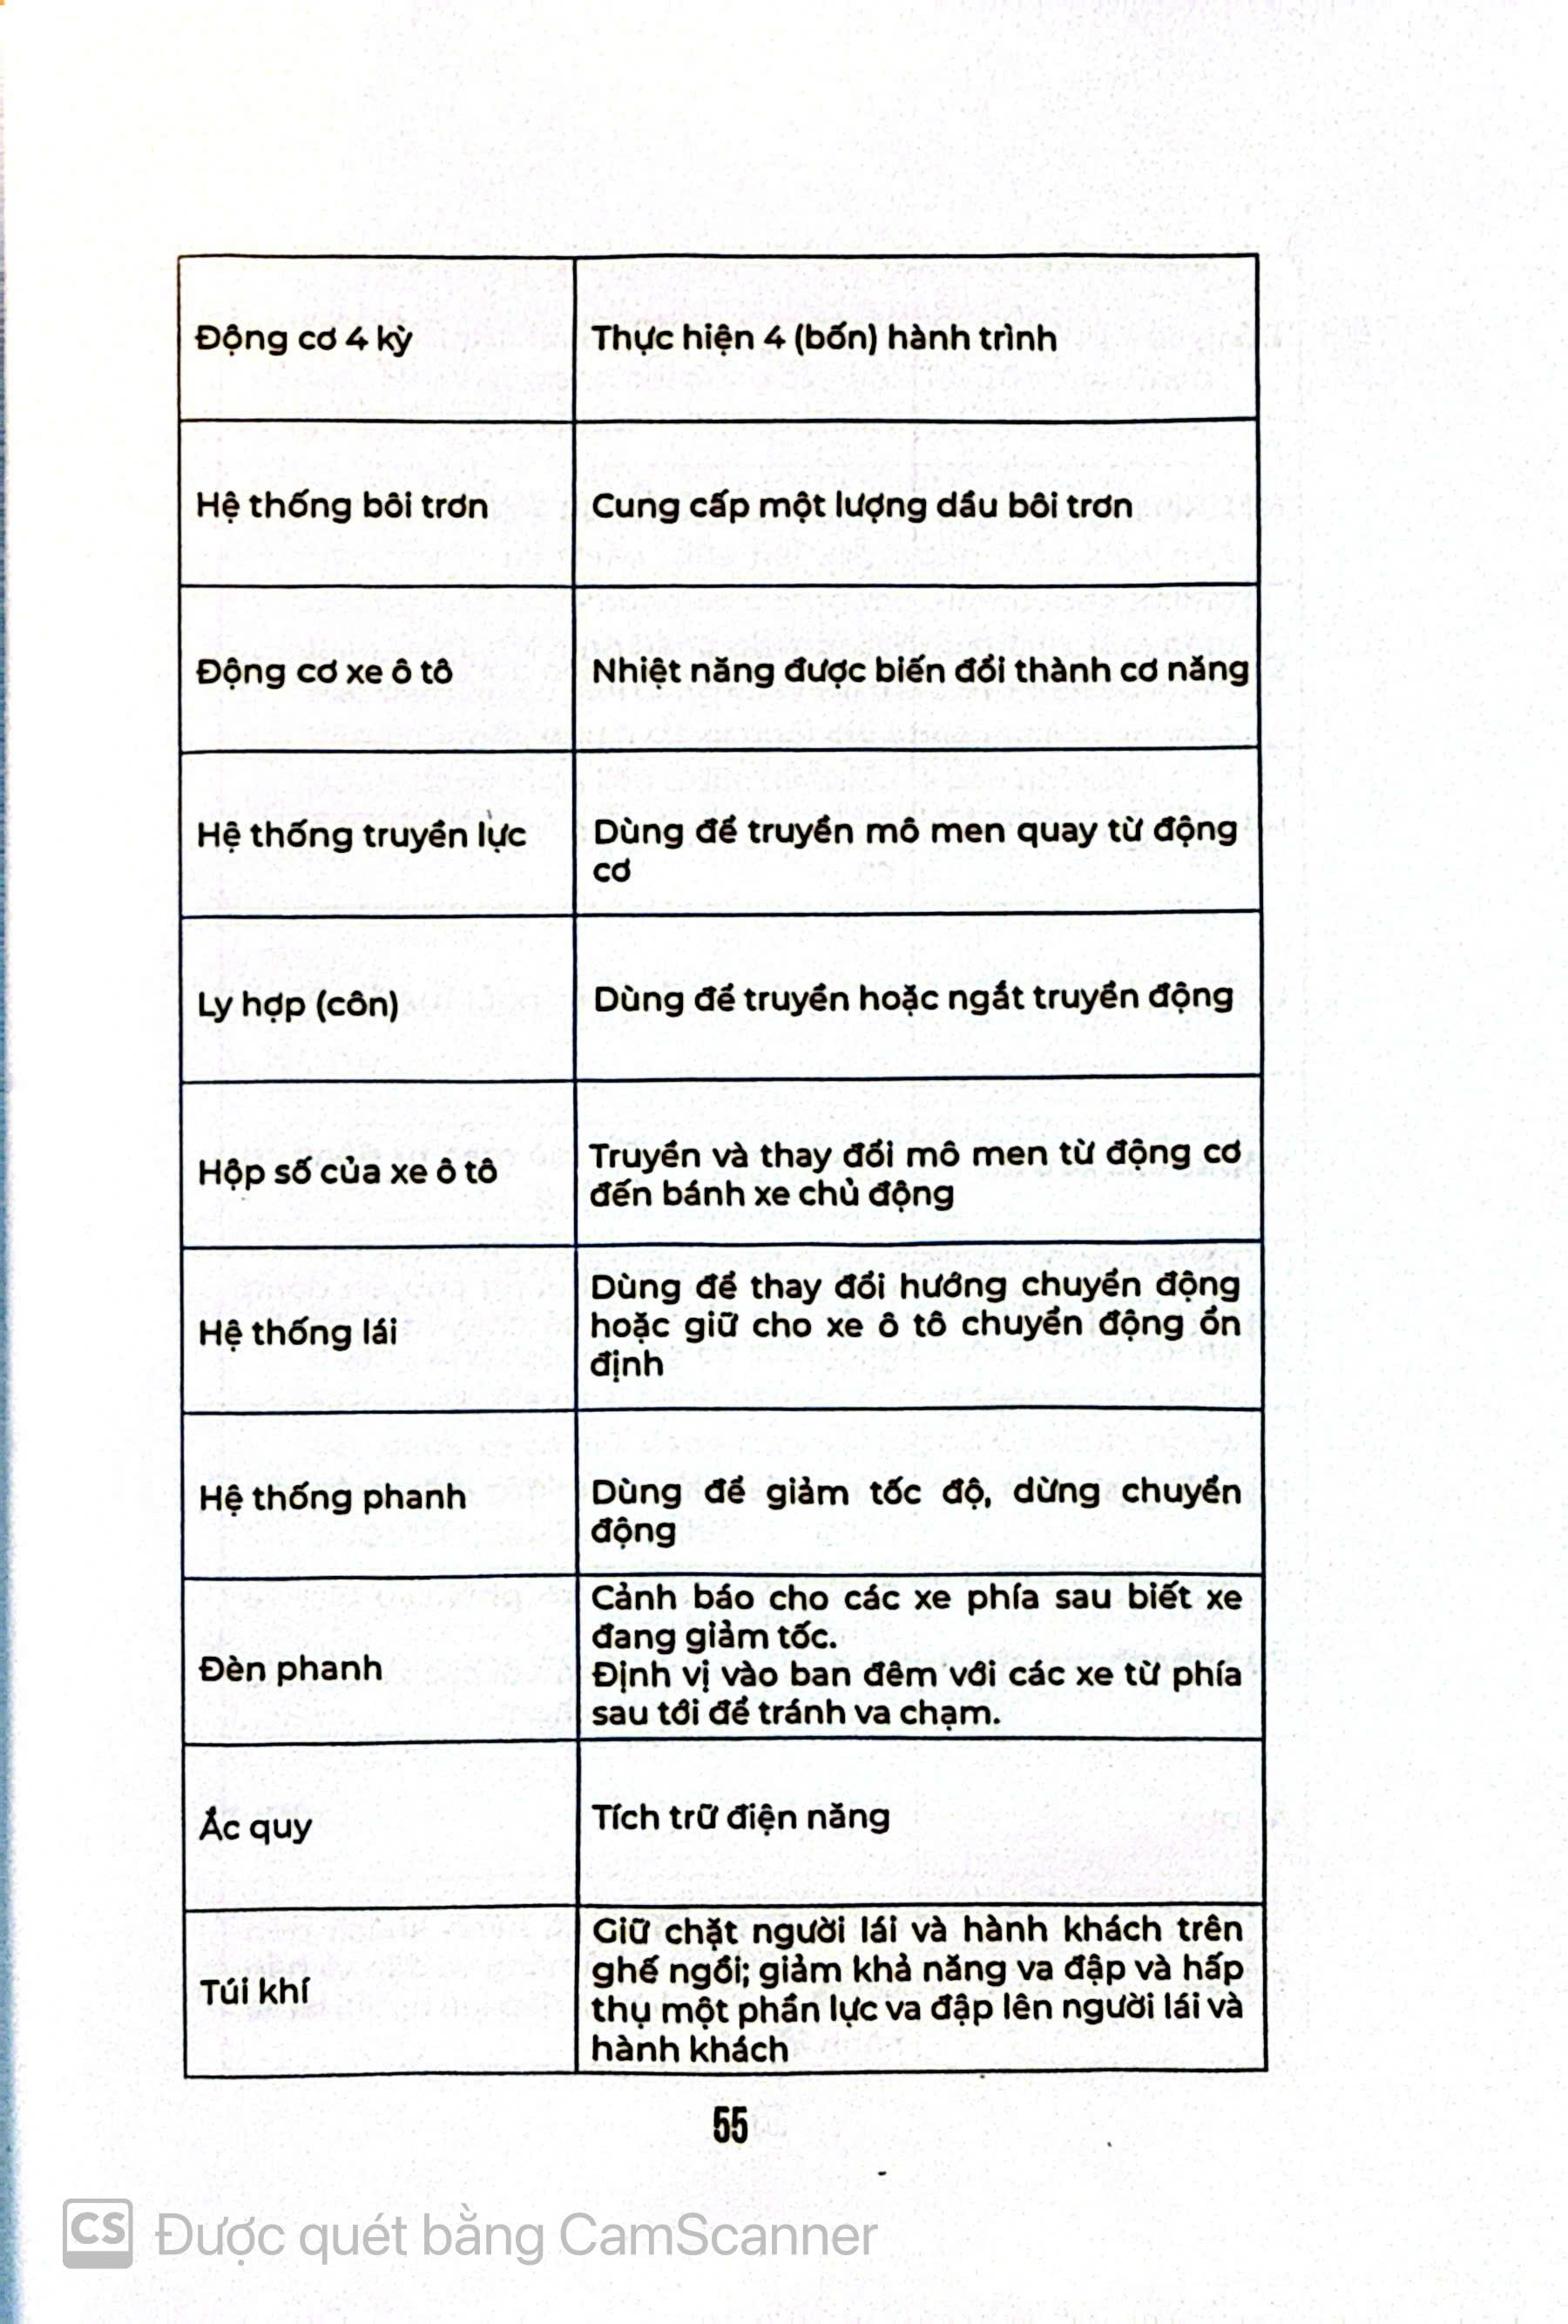 Động cơ 4 kỳ
Thực hiện 4 (bốn) hành trình
Hệ thống bôi trơn
Cung cấp một lượng dầu bôi trơn
Động cơ xe ô tô
Nhiệt năng được biến đổi thành cơ năng
Hệ thống truyền lực
Dùng để truyền mô men quay từ động
cơ
Ly hợp (côn)
Dùng để truyền hoặc ngắt truyền động
Hộp số của xe ô tô
Truyền và thay đổi mô men từ động cơ
đến bánh xe chủ động
Hệ thống lái
Dùng để thay đổi hướng chuyển động
hoặc giữ cho xe ô tô chuyển động ổn
định
Hệ thống phanh
Dùng để giảm tốc độ, dừng chuyển
động
Đèn phanh
Cảnh báo cho các xe phía sau biết xe
đang giảm tốc.
Định vị vào ban đêm với các xe từ phía
sau tới để tránh va chạm.
Ắc quy
Tích trữ điện năng
Túi khí
Giữ chặt người lái và hành khách trên
ghế ngồi; giảm khả năng va đập và hấp
thụ một phần lực va đập lên người lái và
hành khách
55
CS Được quét bằng CamScanner